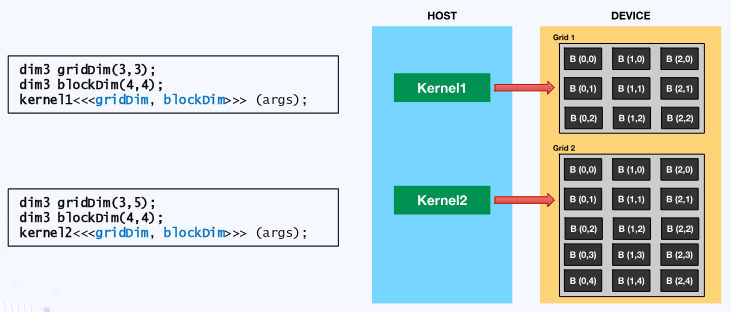 HOST
DEVICE
dim3 gridDim(3,3);
dim3 blockDim(4,4);
kernel1<<<gridDim, blockDim>>> (args);
Kernel1
Grid 1
B (0,0) B (1,0) B (2,0)
B (0,1) B (1,1) B (2,1)
B (0,2) B (1,2) B (2,2)
dim3 gridDim(3,5);
dim3 blockDim(4,4);
kernel2<<<gridDim, blockDim>>> (args);
Kernel2
Grid 2
B (0,0) B (1,0) B (2,0)
B (0,1) B (1,1) B (2,1)
B (0,2) B (1,2) B (2,2)
B (0,3) B (1,3) B (2,3)
B (0,4) B (1,4) B (2,4)